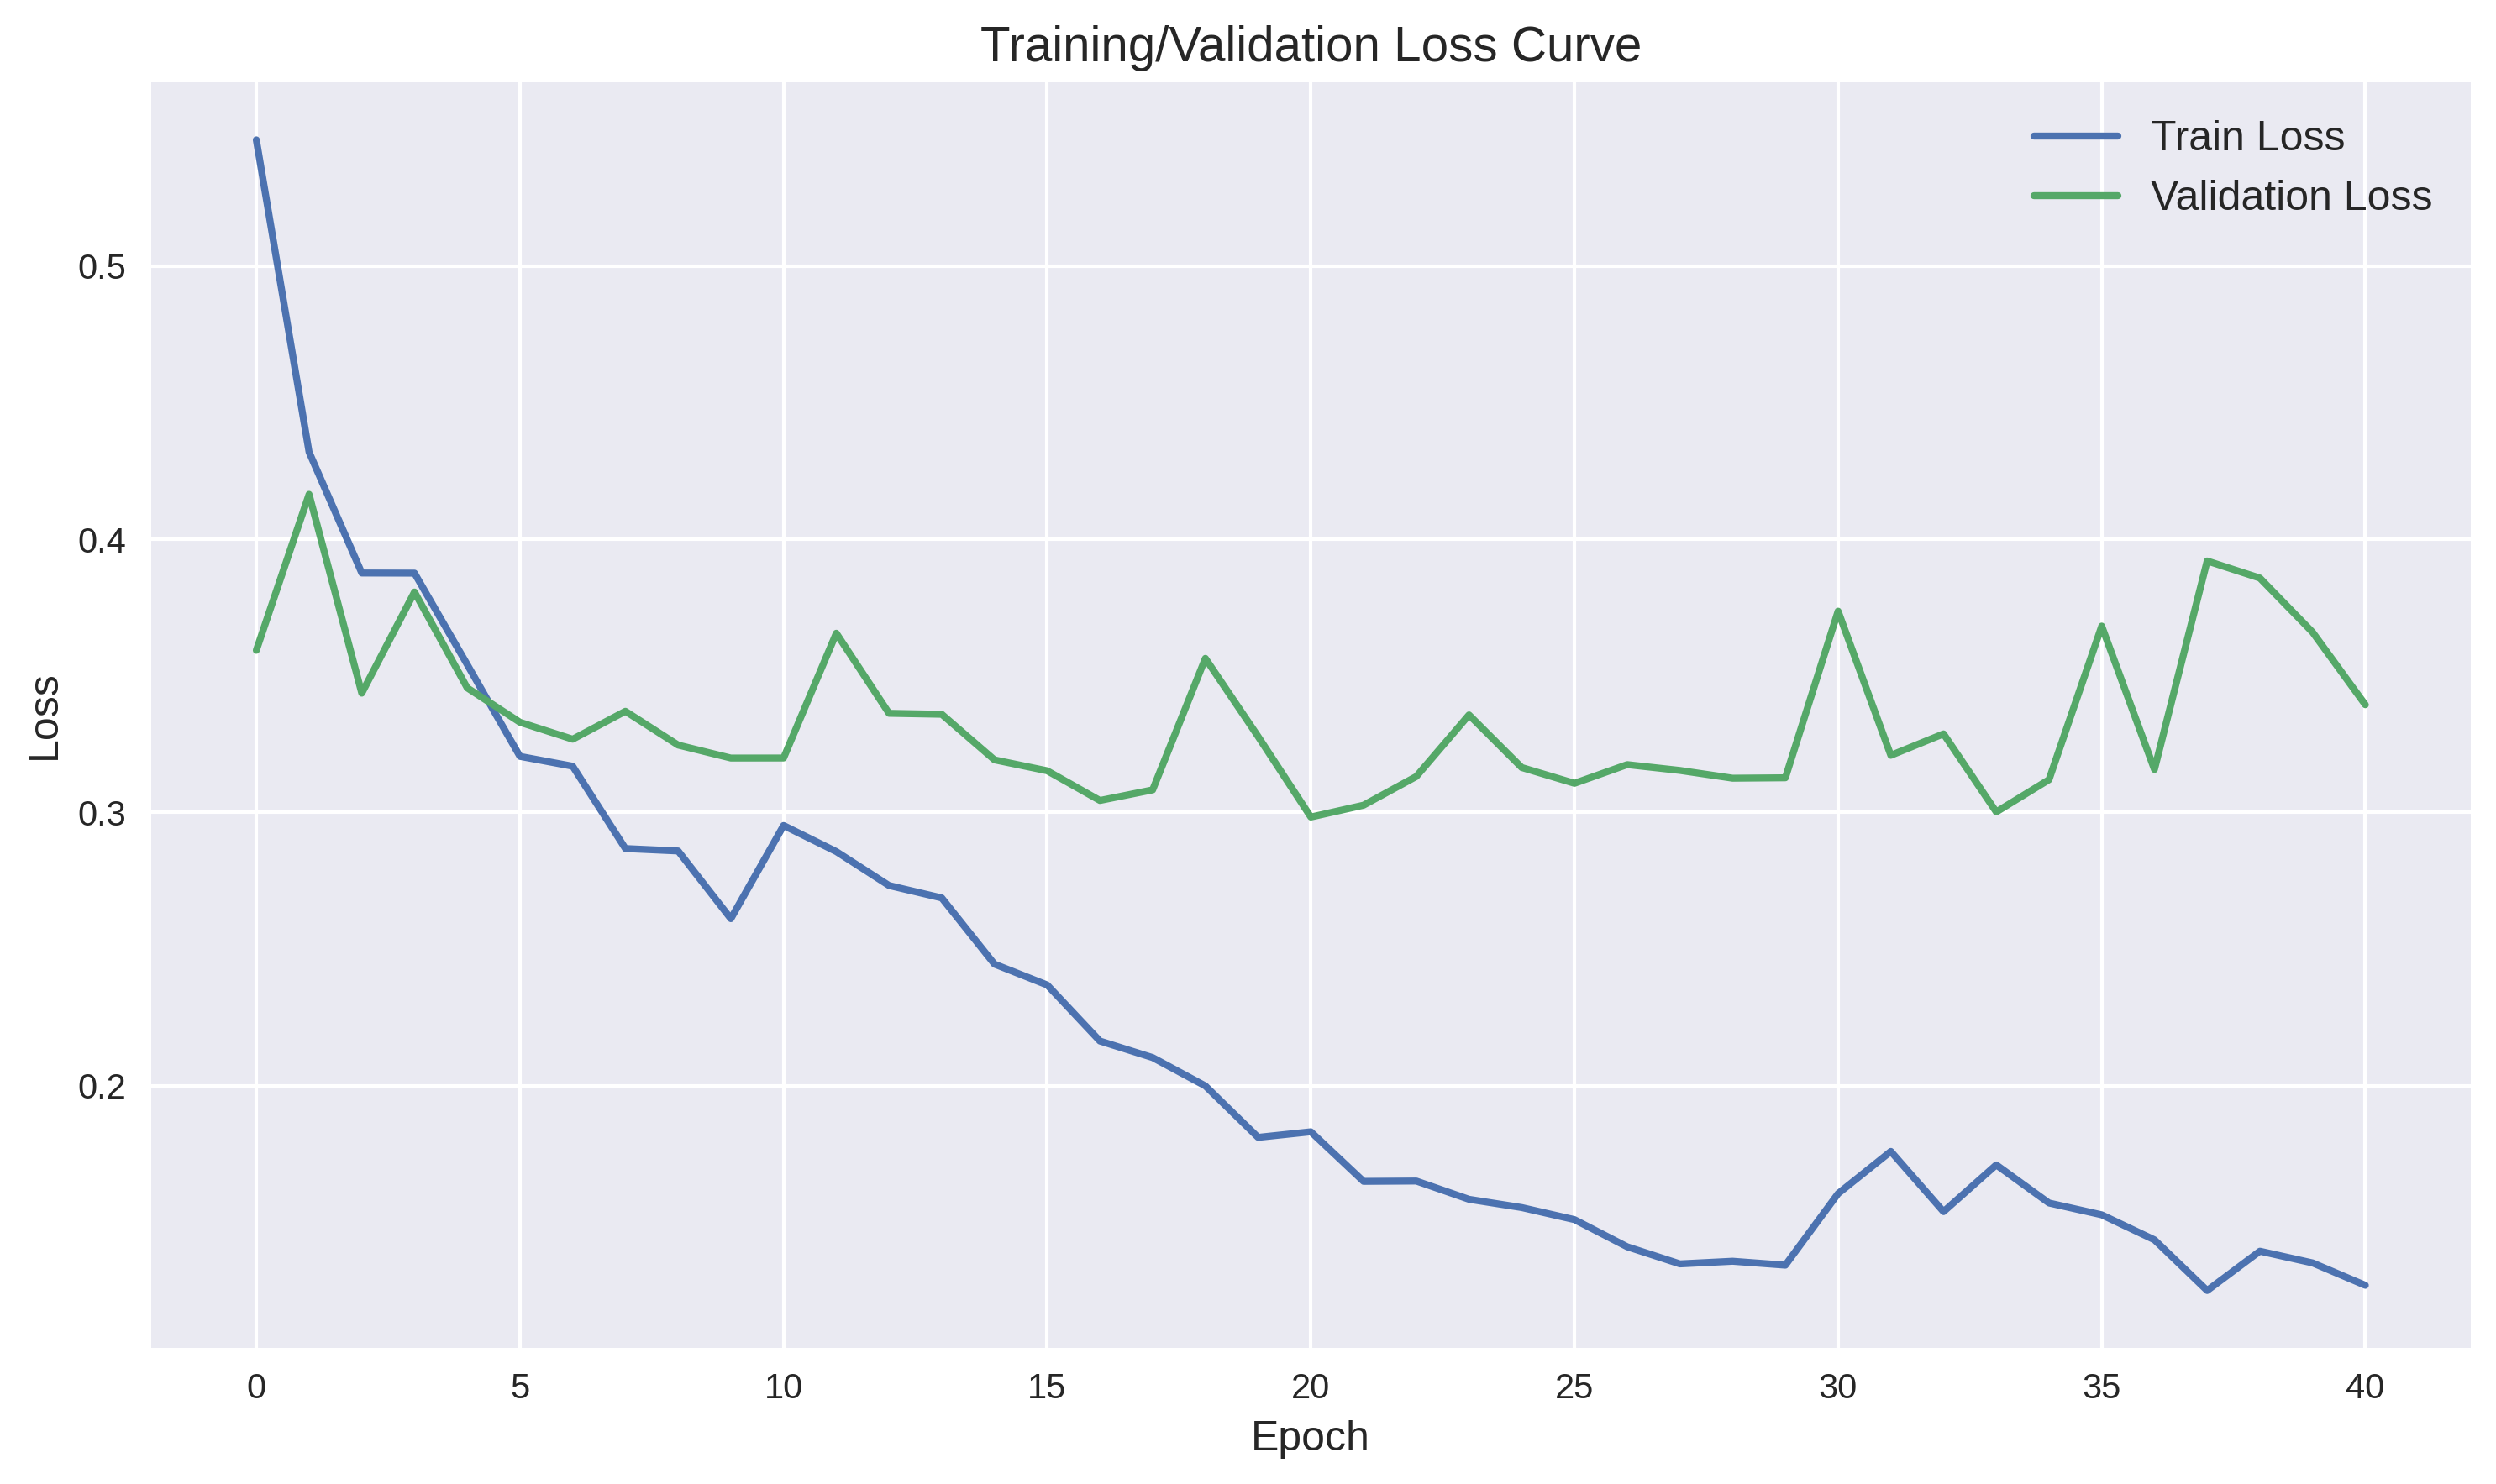 Training/Validation Loss Curve
Train Loss
Validation Loss
0.5
0.4
0.3
0.2
Loss
0 5 10 15 20 25 30 35 40
Epoch